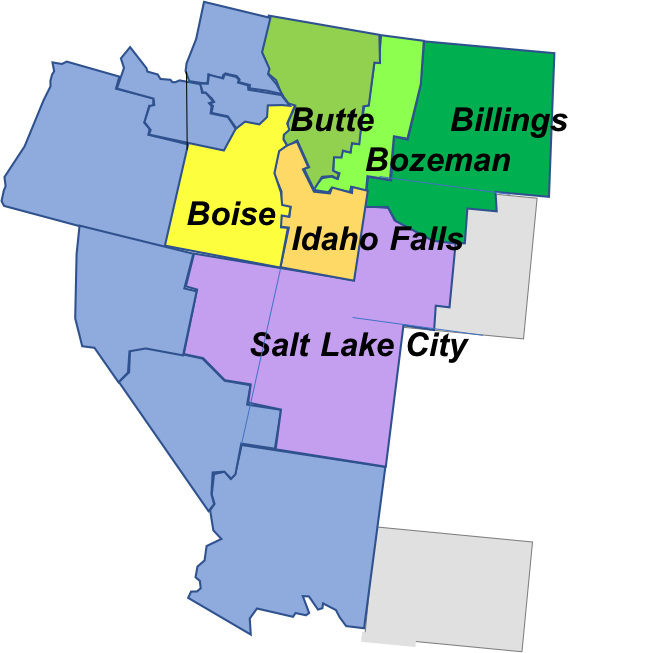 Butte
Billings
Bozeman
Boise
Idaho Falls
Salt Lake City